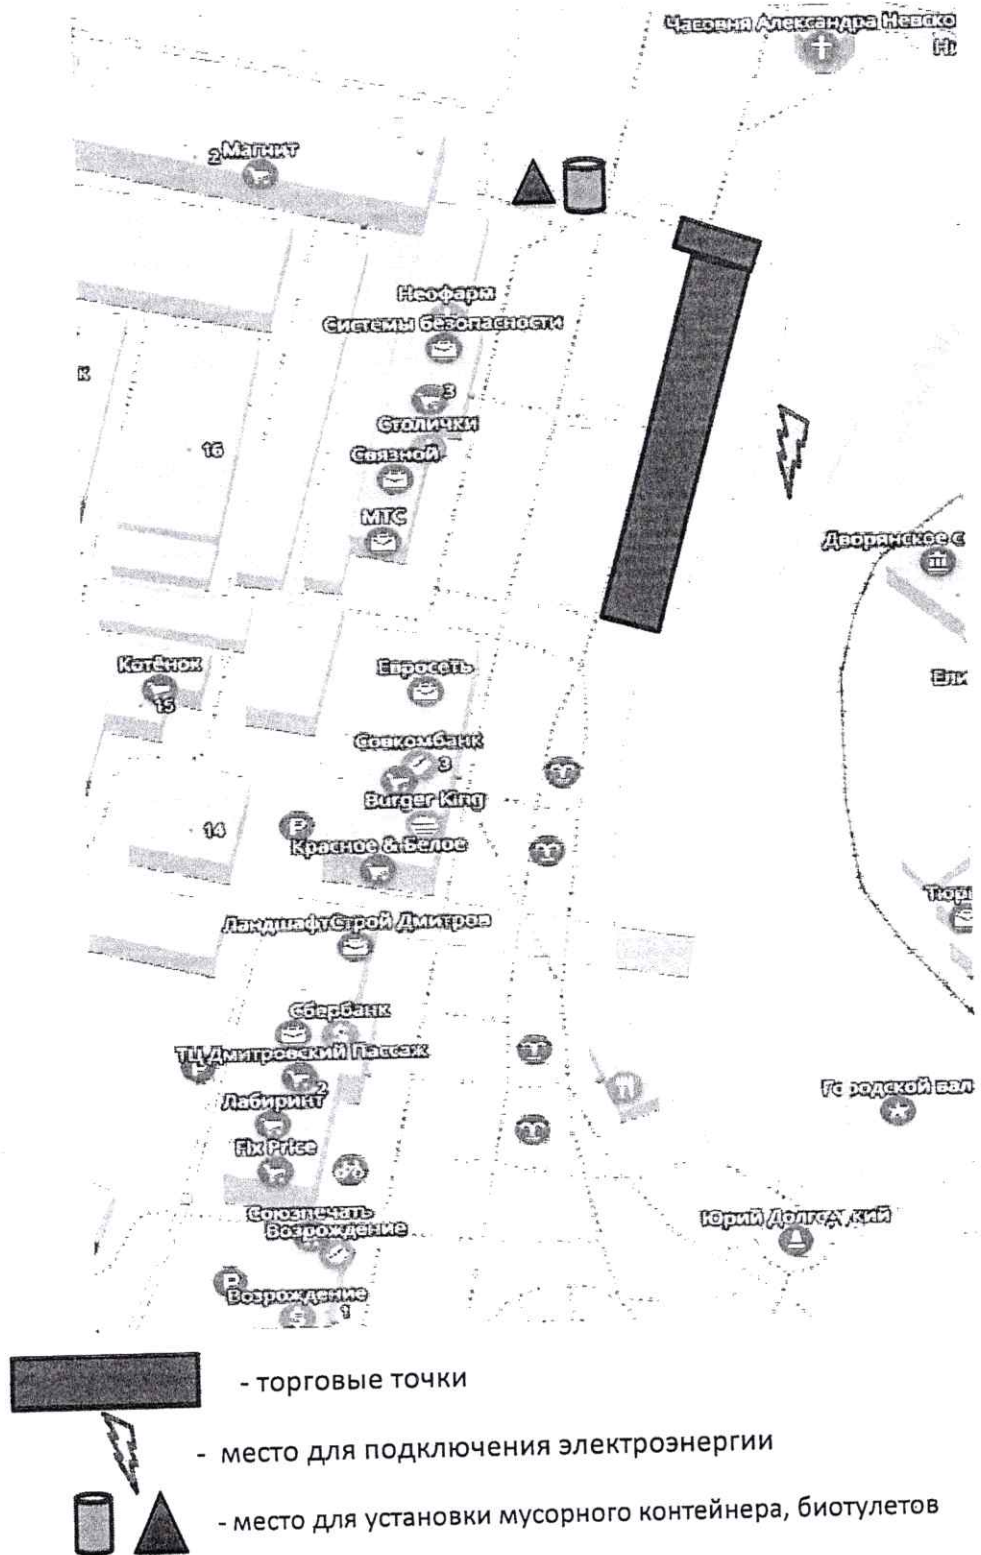 Часовня Александра Невско
2 Магнит
Неофарм
Системы безопасности
к
3
Столички
16
Связной
МТС
Дворянское с
Котёнок
15
Евросеть
Ели
Совкомбанк
3
Burger King
14
P
Красное & Белое
ЛандшафтСтрой Дмитров
Тюр
Сбербанк
ТЦ Дмитровский Пассаж
P
2
Лабиринт
Городской вал
Fix Price
Союзпечать
Возрождение
Юрий Долгорукий
P
Возрождение
1
- торговые точки
- место для подключения электроэнергии
- место для установки мусорного контейнера, биотулетов